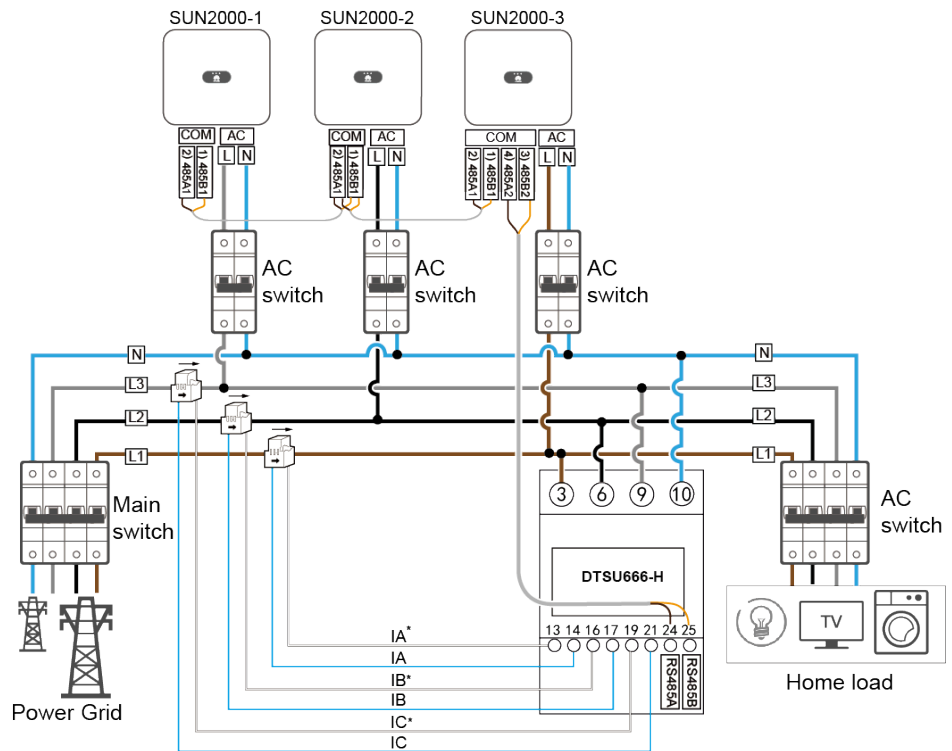 SUN2000-1 SUN2000-2 SUN2000-3
COM AC COM AC COM AC
2) 485A1 1) 485B1 L N 2) 485A1 1) 485B1 L N 2) 485A1 1) 485B1 4) 485A2 3) 485B2 L N
AC switch
AC switch
AC switch
N N
L3 L3
L2 L2
L1 L1
Main switch
3 6 9 10
AC switch
DTSU666-H
TV
13 14 16 17 19 21 24 25
RS485A RS485B
IA*
IA
IB*
IB
IC*
IC
Power Grid
Home load